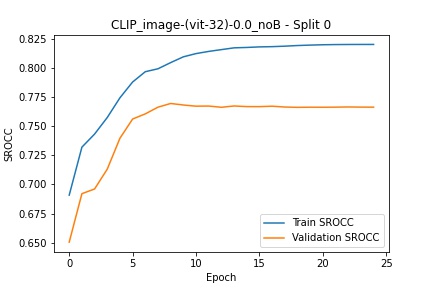 CLIP_image-(vit-32)-0.0_noB - Split 0
SROCC
0.825
0.800
0.775
0.750
0.725
0.700
0.675
0.650
0 5 10 15 20 25
Epoch
Train SROCC
Validation SROCC